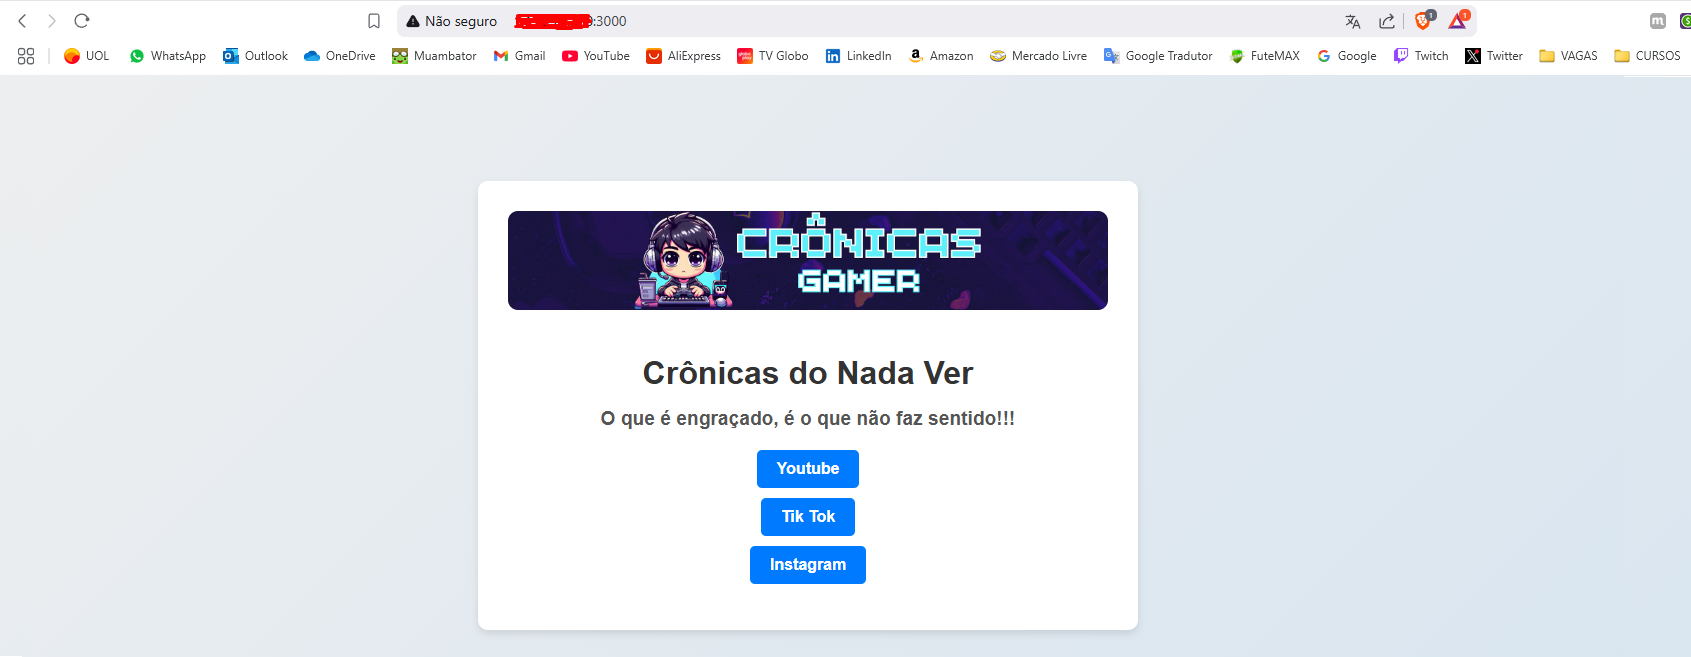 Não seguro :3000
1 1 m $
UOL WhatsApp Outlook OneDrive Muambator Gmail YouTube AliExpress TV Globo LinkedIn Amazon Mercado Livre Google Tradutor FuteMAX Google Twitch Twitter VAGAS CURSOS
CRÔNICAS
GAMER
Crônicas do Nada Ver
O que é engraçado, é o que não faz sentido!!!
Youtube
Tik Tok
Instagram